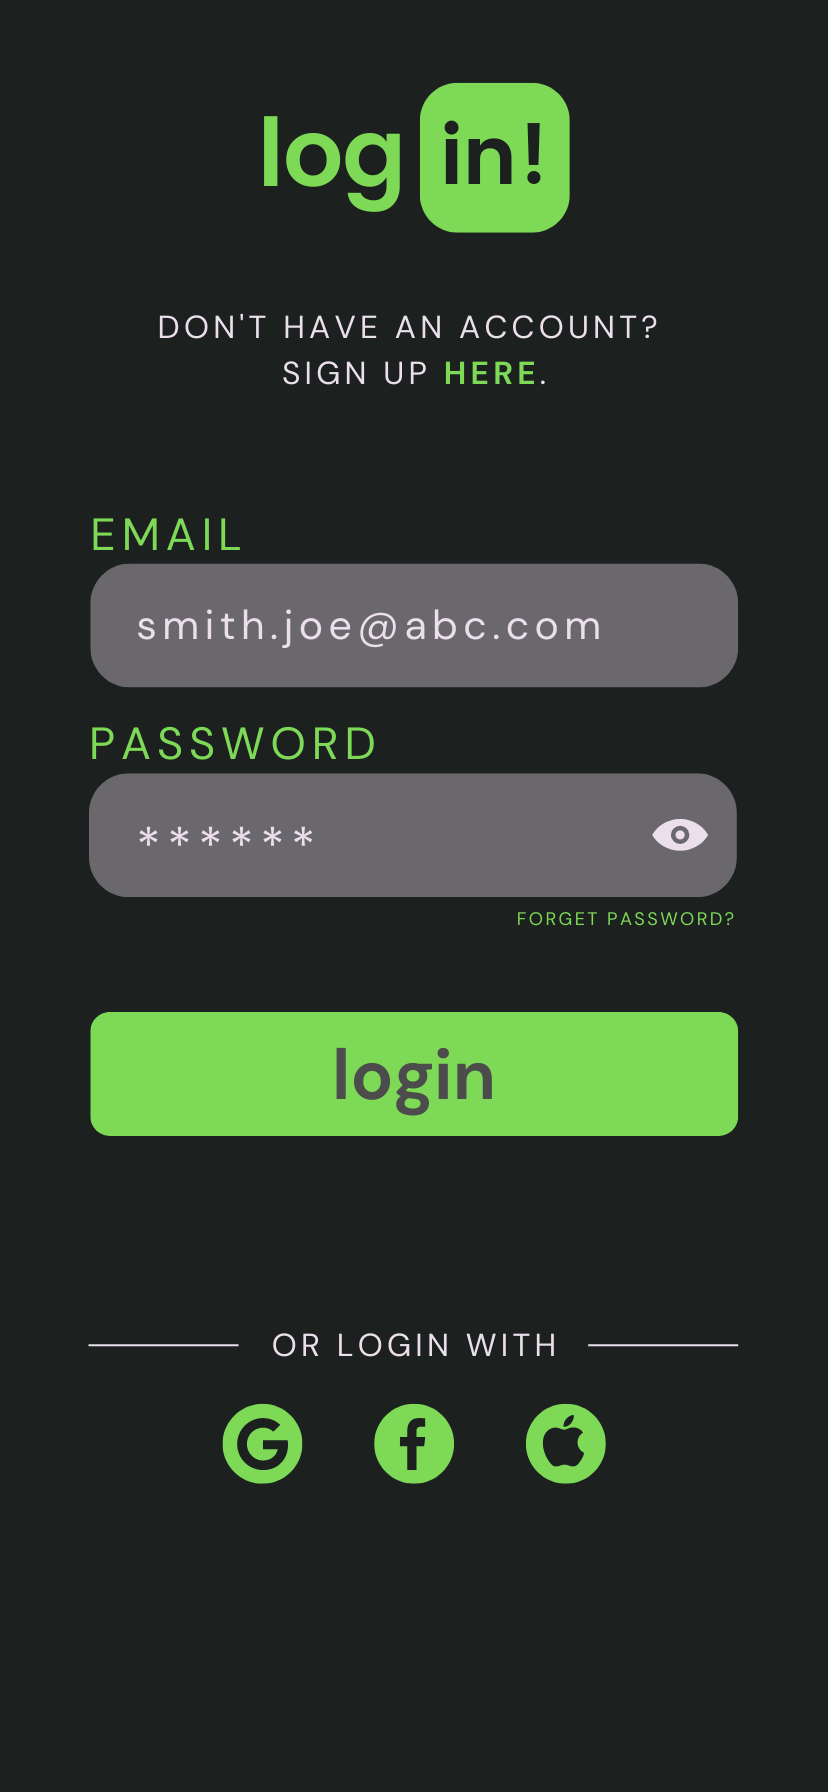 log in!
DON'T HAVE AN ACCOUNT?
SIGN UP HERE.
EMAIL
smith.joe@abc.com
PASSWORD
******
FORGET PASSWORD?
login
OR LOGIN WITH